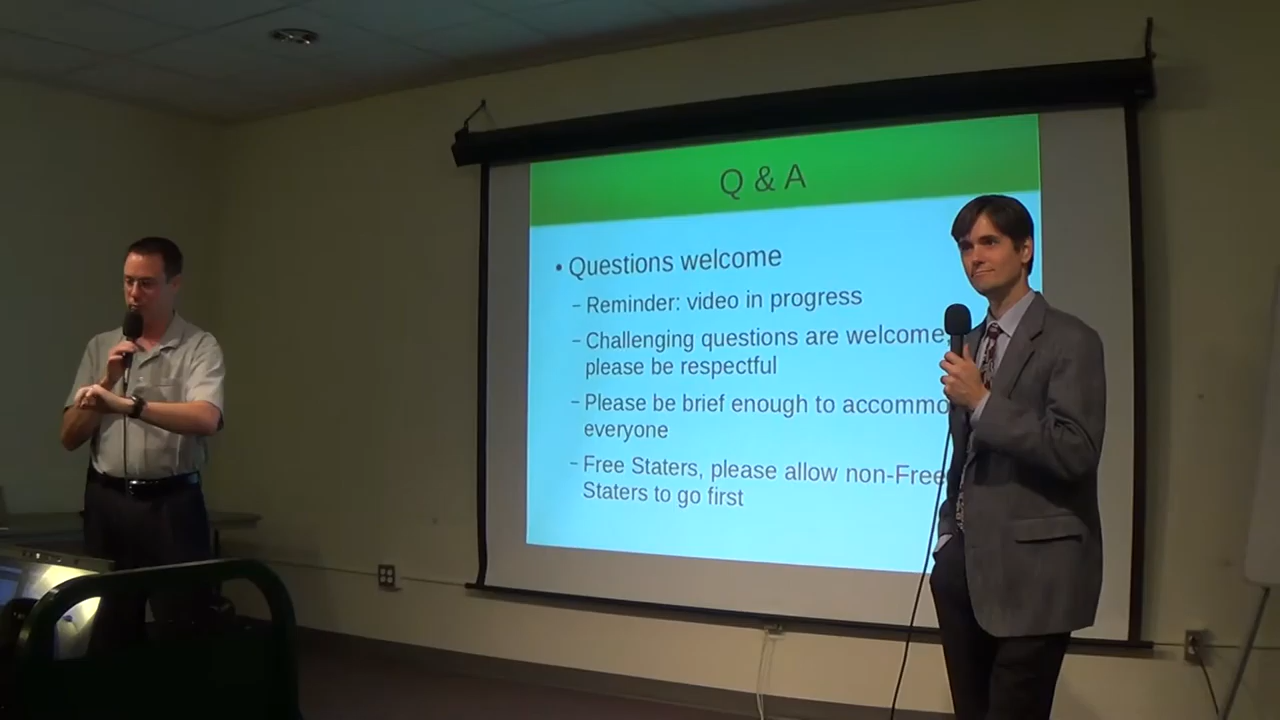 Q & A
• Questions welcome
– Reminder: video in progress
– Challenging questions are welcome,
please be respectful
– Please be brief enough to accommo
everyone
– Free Staters, please allow non-Free
Staters to go first